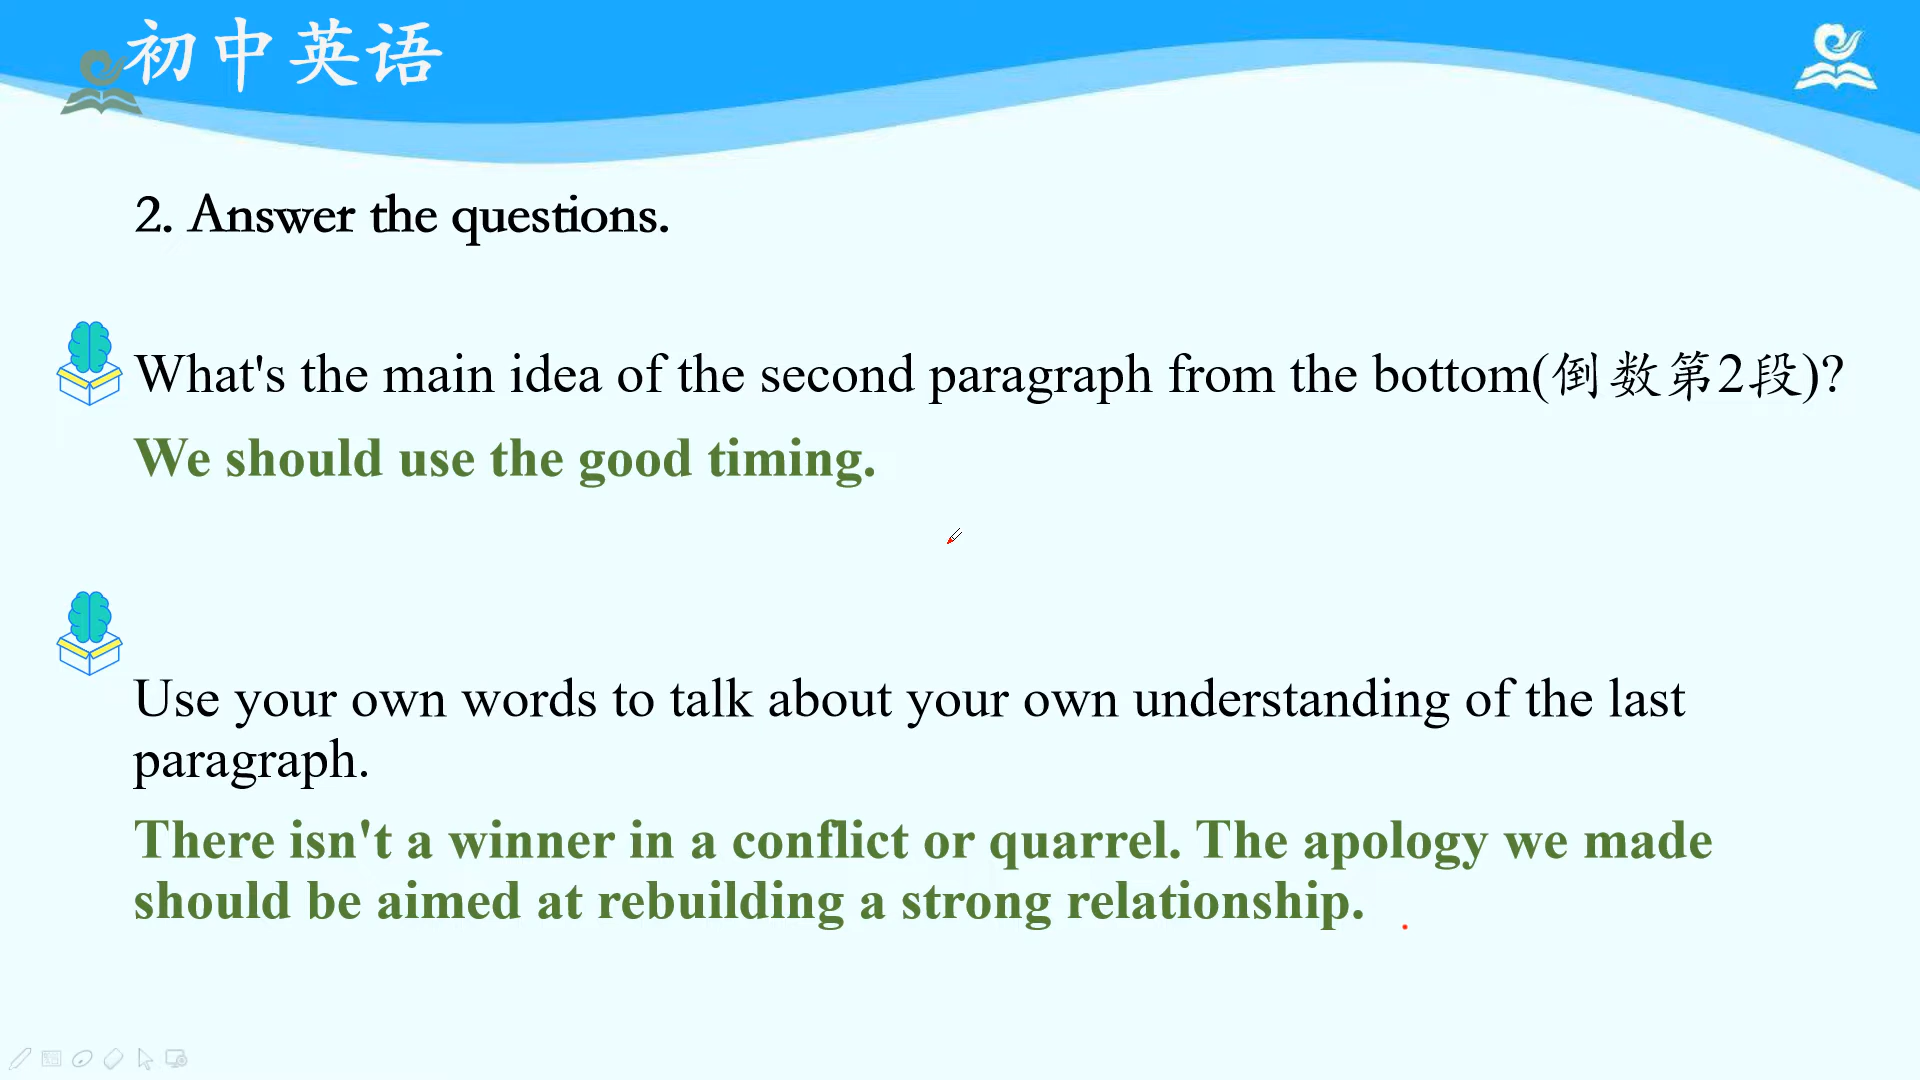 初中英语
2. Answer the questions.
What's the main idea of the second paragraph from the bottom(倒数第2段)?
We should use the good timing.
Use your own words to talk about your own understanding of the last
paragraph.
There isn't a winner in a conflict or quarrel. The apology we made
should be aimed at rebuilding a strong relationship.